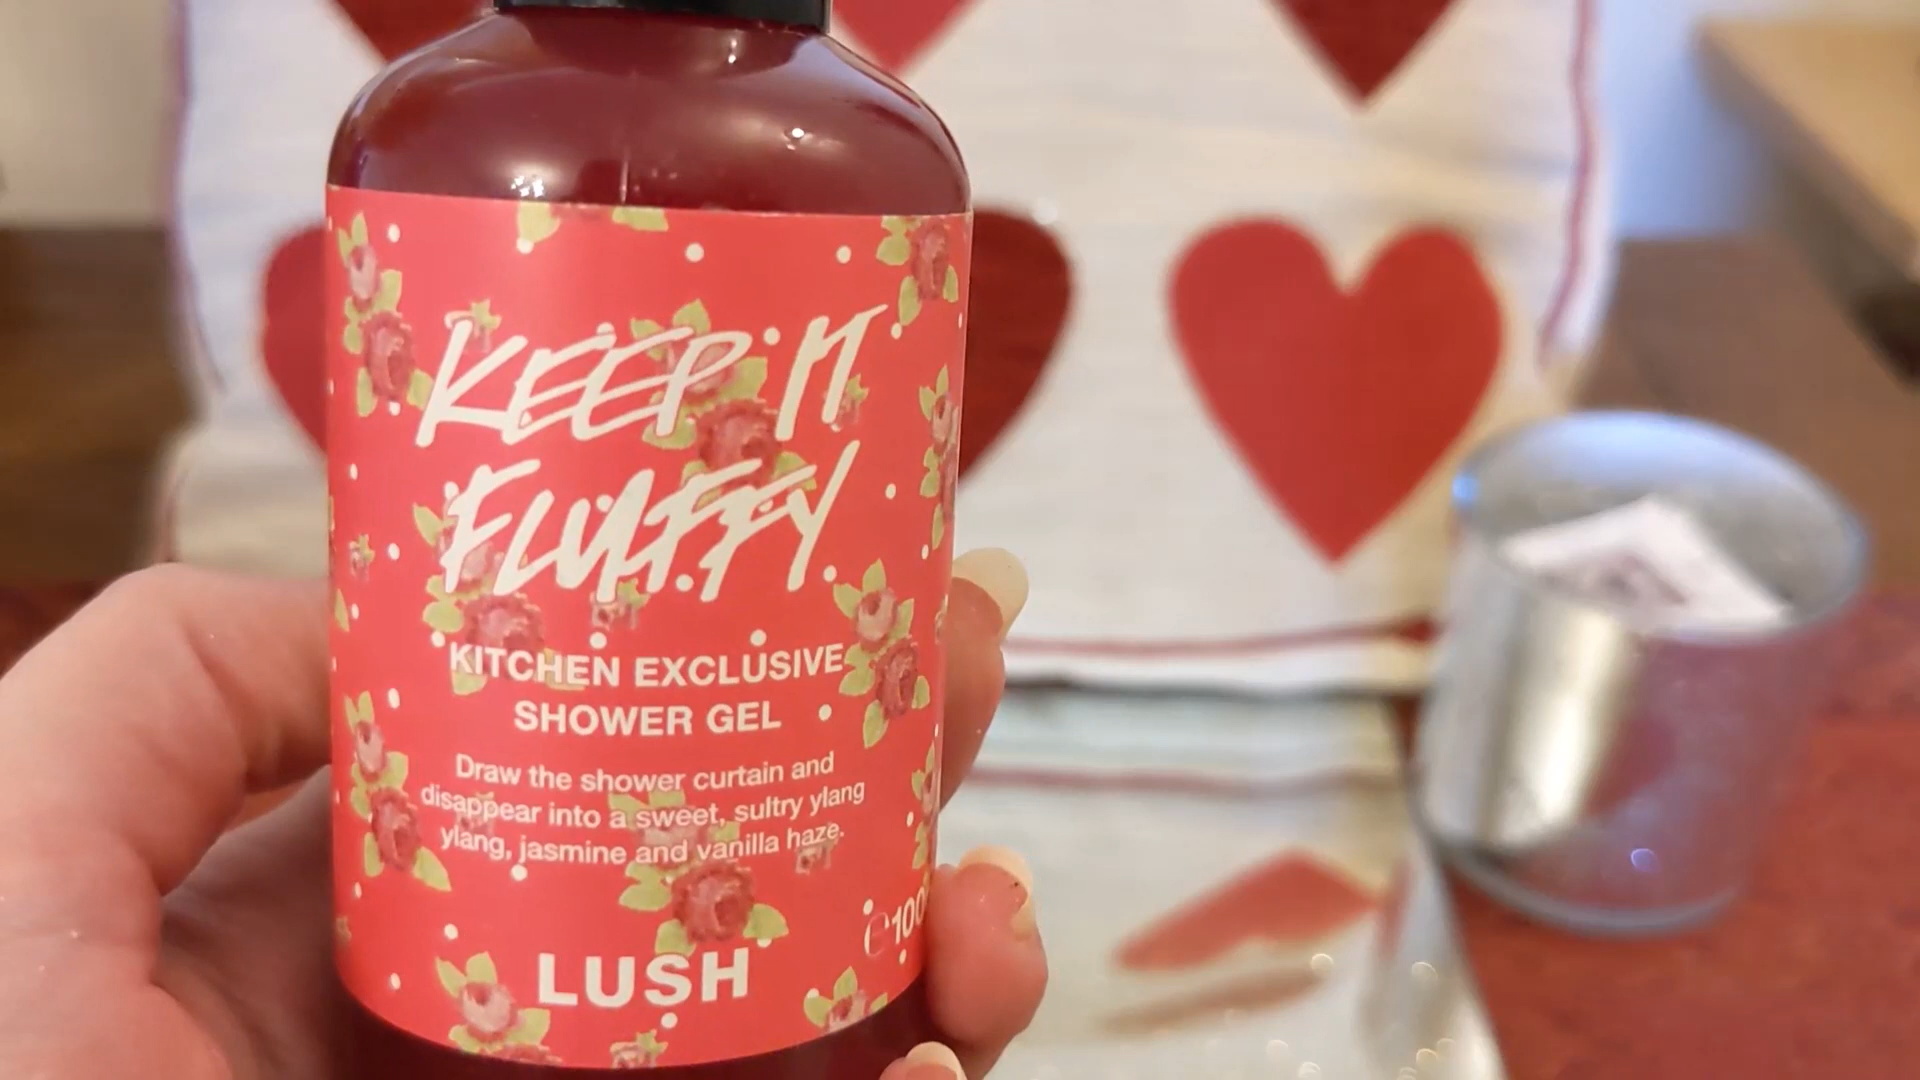 KEEP IT
FLUFFY
KITCHEN EXCLUSIVE
SHOWER GEL
Draw the shower curtain and
disappear into a sweet, sultry ylang
ylang, jasmine and vanilla haze.
e100
LUSH